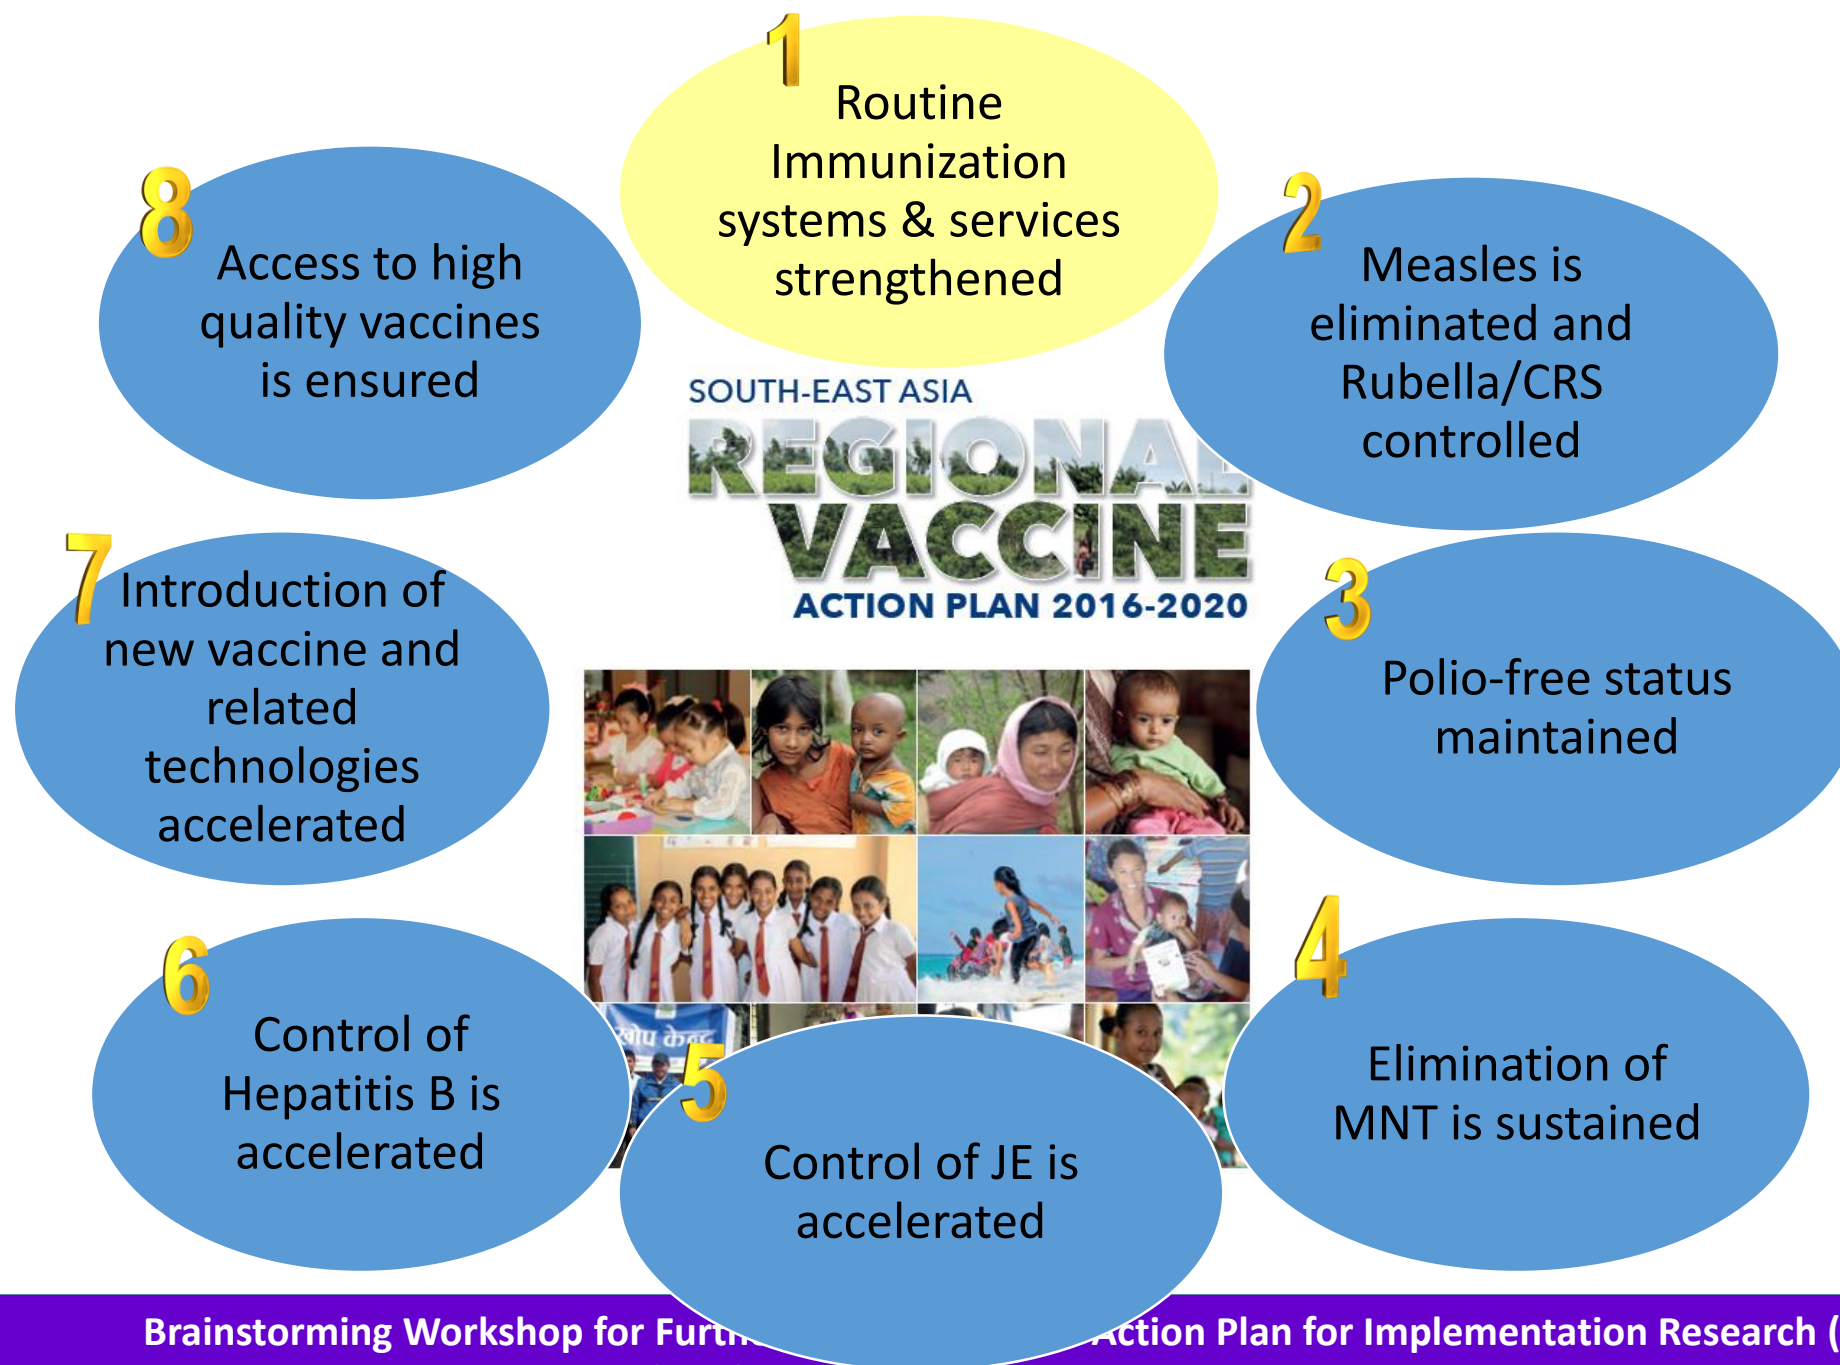 1
Routine
Immunization
systems & services
strengthened
2
Measles is
eliminated and
Rubella/CRS
controlled
3
Polio-free status
maintained
4
Elimination of
MNT is sustained
5
Control of JE is
accelerated
6
Control of
Hepatitis B is
accelerated
7
Introduction of
new vaccine and
related
technologies
accelerated
8
Access to high
quality vaccines
is ensured
SOUTH-EAST ASIA
REGIONAL
VACCINE
ACTION PLAN 2016-2020
खोप केन्द्र
Brainstorming Workshop for Action Plan for Implementation Research (